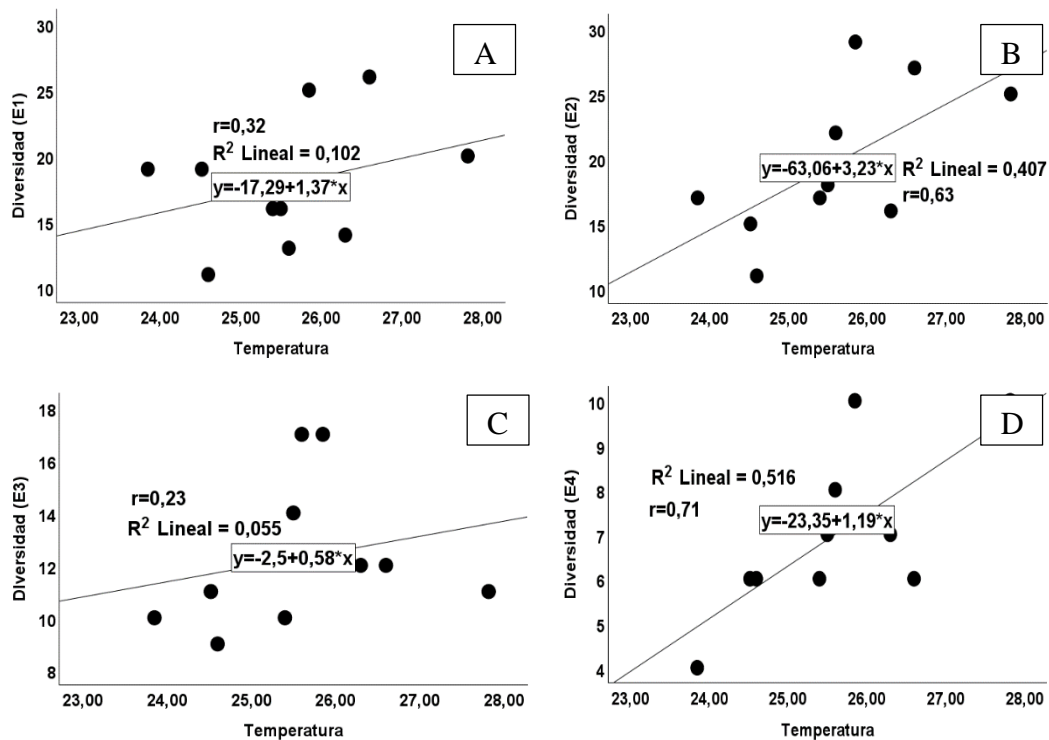 A
Diversidad (E1)
30
25
20
15
10
r=0,32
R² Lineal = 0,102
y=-17,29+1,37*x
23,00 24,00 25,00 26,00 27,00 28,00
Temperatura
B
Diversidad (E2)
30
25
20
15
10
y=-63,06+3,23*x
R² Lineal = 0,407
r=0,63
23,00 24,00 25,00 26,00 27,00 28,00
Temperatura
C
DIversidad (E3)
18
16
14
12
10
8
r=0,23
R² Lineal = 0,055
y=-2,5+0,58*x
23,00 24,00 25,00 26,00 27,00 28,00
Temperatura
D
Diversidad (E4)
10
9
8
7
6
5
4
R² Lineal = 0,516
r=0,71
y=-23,35+1,19*x
23,00 24,00 25,00 26,00 27,00 28,00
Temperatura